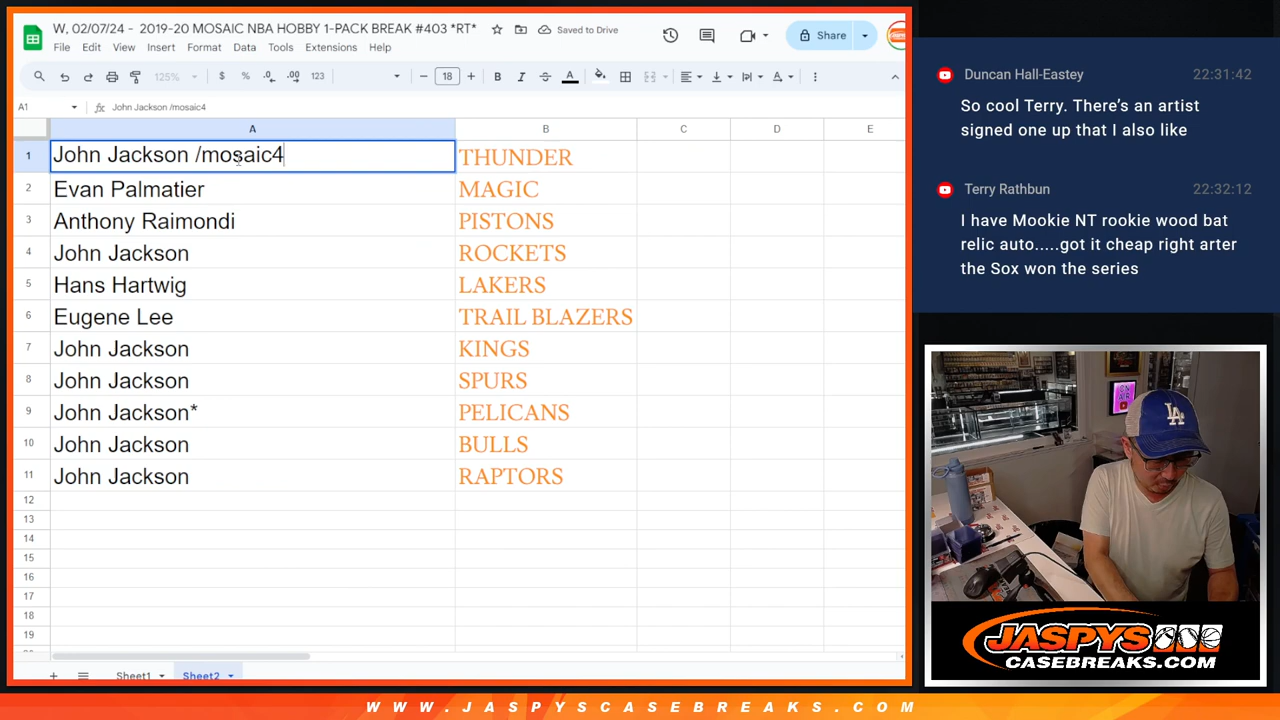 W, 02/07/24 - 2019-20 MOSAIC NBA HOBBY 1-PACK BREAK #403 *RT*
Saved to Drive
Share
File Edit View Insert Format Data Tools Extensions Help
125% $ % .0 .00 123 18 B I A
A1 fx John Jackson /mosaic4
A B C D E
1 John Jackson /mosaic4 THUNDER
2 Evan Palmatier MAGIC
3 Anthony Raimondi PISTONS
4 John Jackson ROCKETS
5 Hans Hartwig LAKERS
6 Eugene Lee TRAIL BLAZERS
7 John Jackson KINGS
8 John Jackson SPURS
9 John Jackson* PELICANS
10 John Jackson BULLS
11 John Jackson RAPTORS
12
13
14
15
16
17
18
19
Sheet1 Sheet2
Duncan Hall-Eastey 22:31:42
So cool Terry. There's an artist
signed one up that I also like
Terry Rathbun 22:32:12
I have Mookie NT rookie wood bat
relic auto.....got it cheap right arter
the Sox won the series
ON AIR
LA
JASPYS
CASEBREAKS.COM
WWW.JASPYSCASEBREAKS.COM